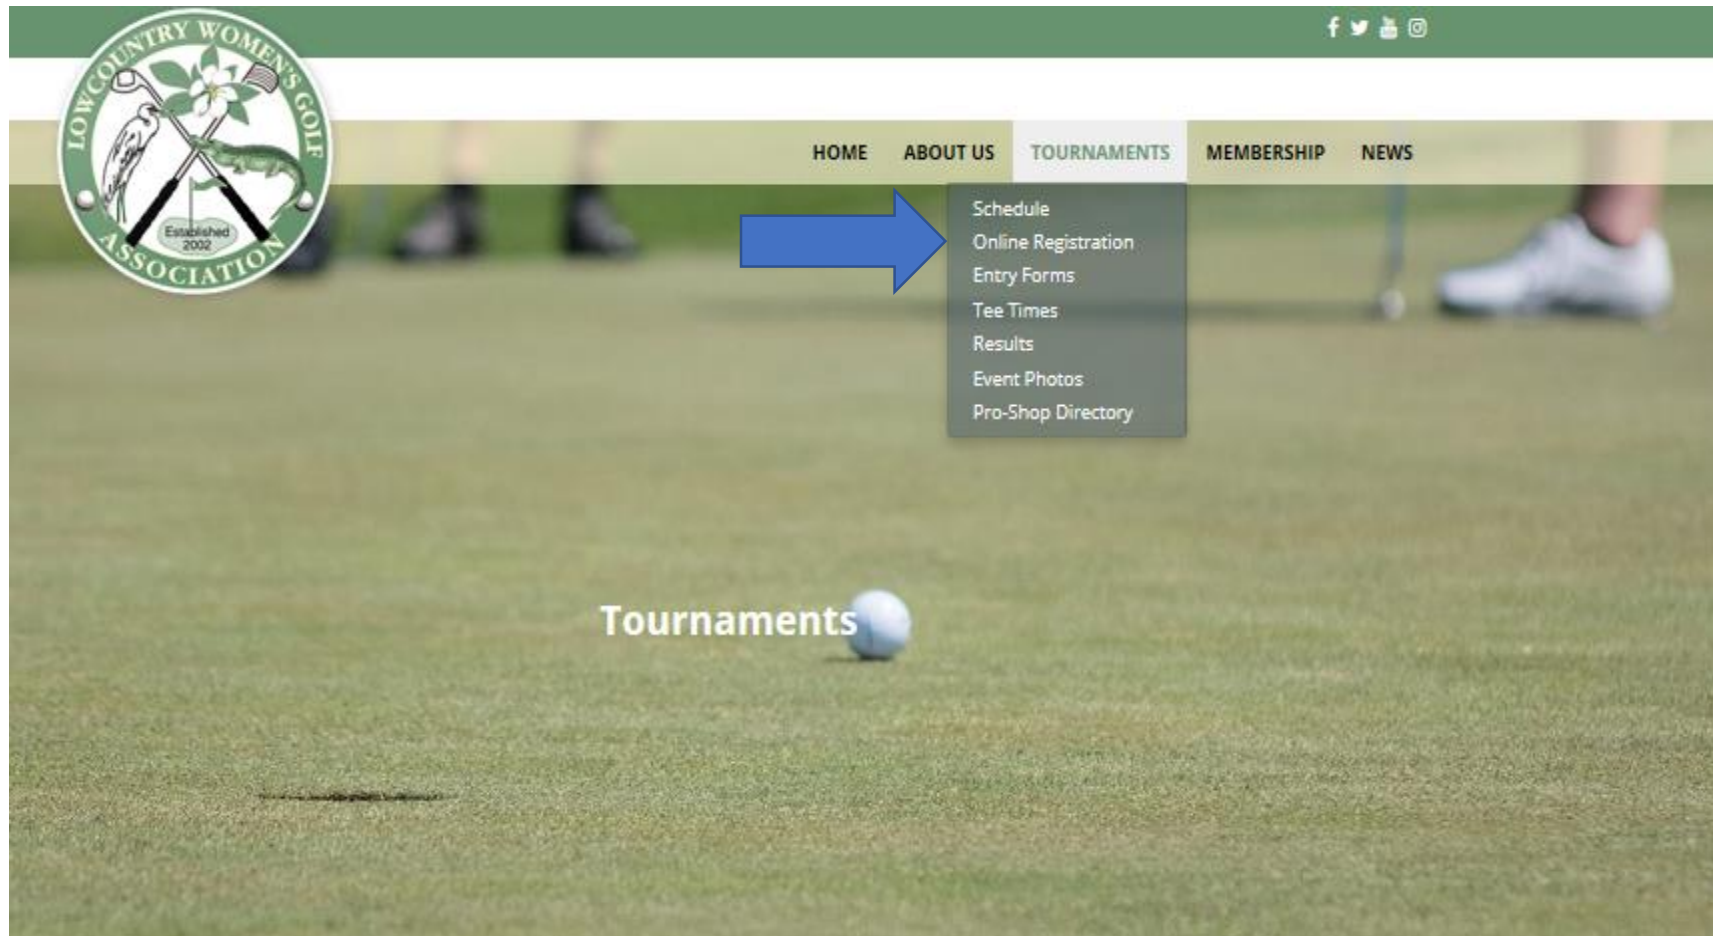 LOWCOUNTRY WOMEN'S GOLF
ASSOCIATION
Established
2002
HOME ABOUT US TOURNAMENTS MEMBERSHIP NEWS
Schedule
Online Registration
Entry Forms
Tee Times
Results
Event Photos
Pro-Shop Directory
Tournaments